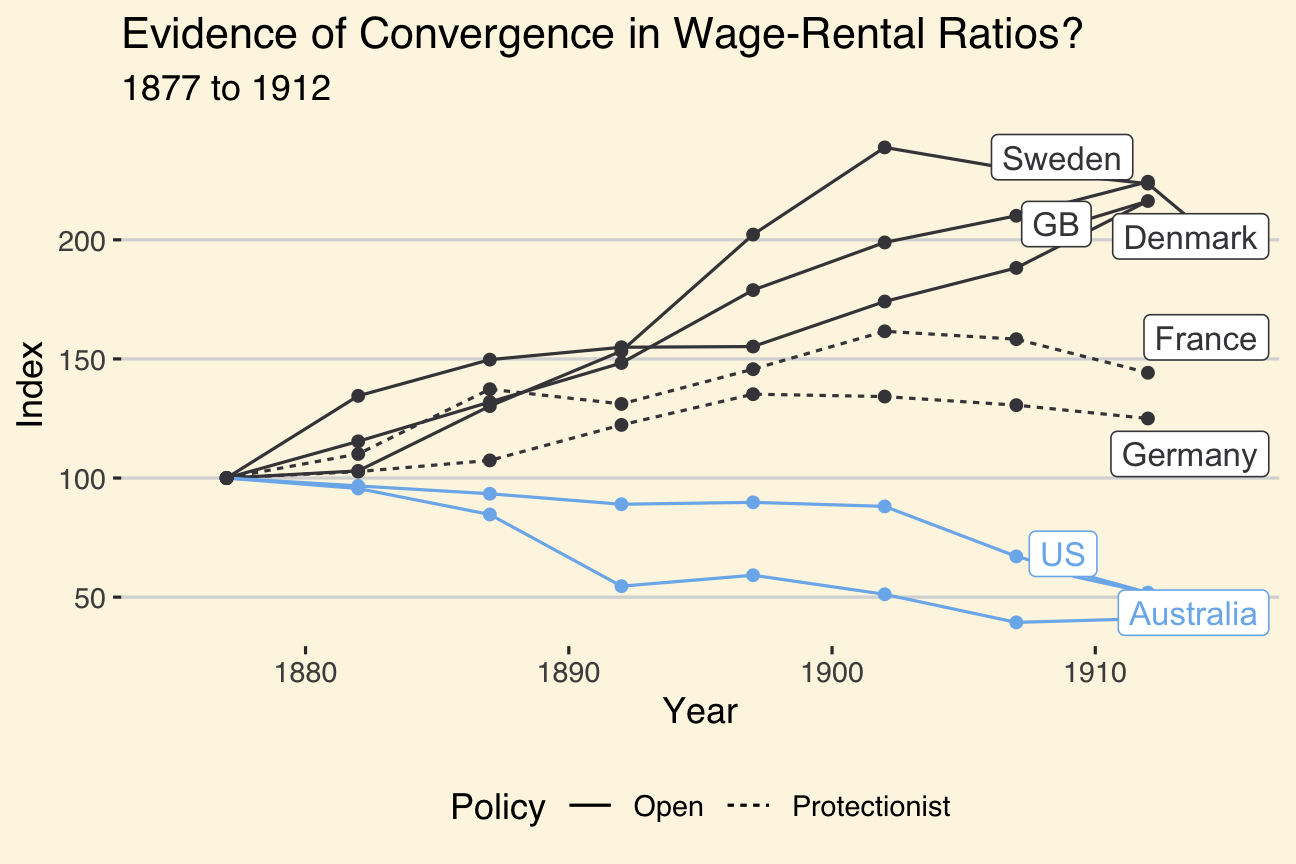 Evidence of Convergence in Wage-Rental Ratios?
1877 to 1912
Index
200
150
100
50
Sweden
GB
Denmark
France
Germany
US
Australia
1880 1890 1900 1910
Year
Policy Open Protectionist